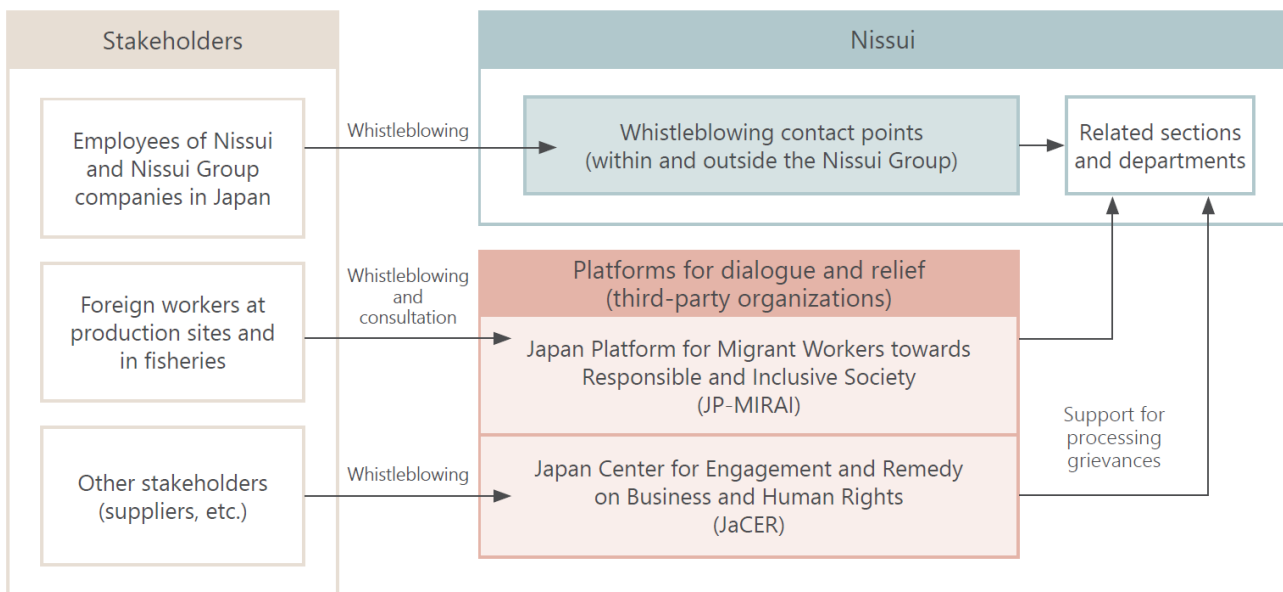 Stakeholders
Nissui
Employees of Nissui
and Nissui Group
companies in Japan
Whistleblowing
Whistleblowing contact points
(within and outside the Nissui Group)
Related sections
and departments
Foreign workers at
production sites and
in fisheries
Whistleblowing
and
consultation
Platforms for dialogue and relief
(third-party organizations)
Japan Platform for Migrant Workers towards
Responsible and Inclusive Society
(JP-MIRAI)
Other stakeholders
(suppliers, etc.)
Whistleblowing
Japan Center for Engagement and Remedy
on Business and Human Rights
(JaCER)
Support for
processing
grievances